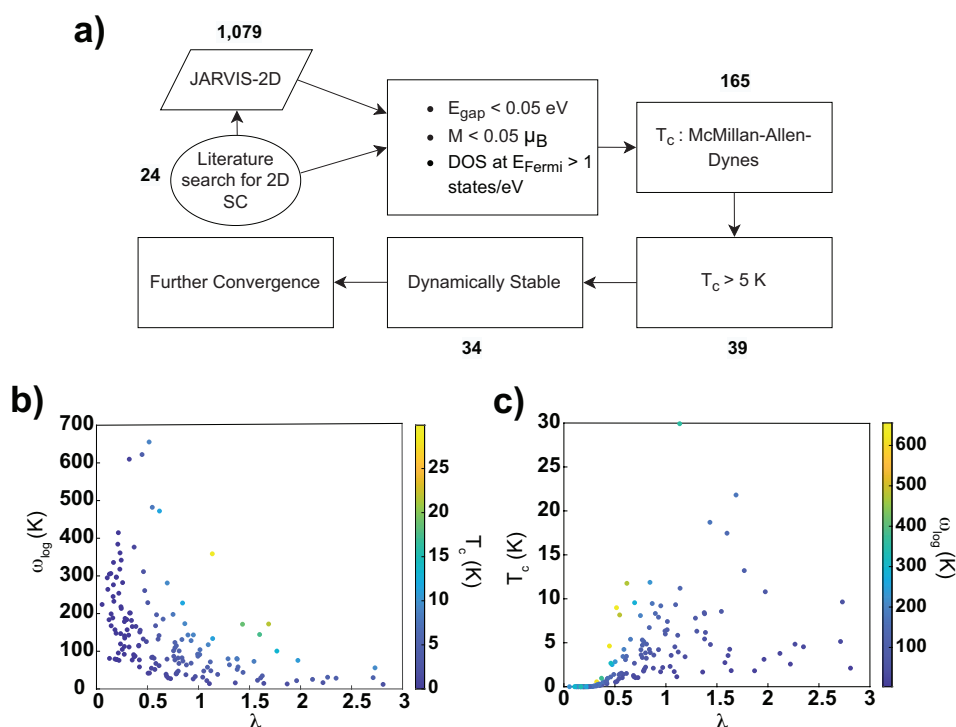 a)
1,079
JARVIS-2D
24
Literature
search for 2D
SC
• E_gap < 0.05 eV
• M < 0.05 μ_B
• DOS at E_Fermi > 1
states/eV
165
T_c : McMillan-Allen-
Dynes
Further Convergence
Dynamically Stable
T_c > 5 K
34
39
b)
700
600
500
400
300
200
100
0
ω_log (K)
0 0.5 1 1.5 2 2.5 3
λ
25
20
15
10
5
0
T_c (K)
c)
30
25
20
15
10
5
0
T_c (K)
0 0.5 1 1.5 2 2.5 3
λ
600
500
400
300
200
100
ω_log (K)